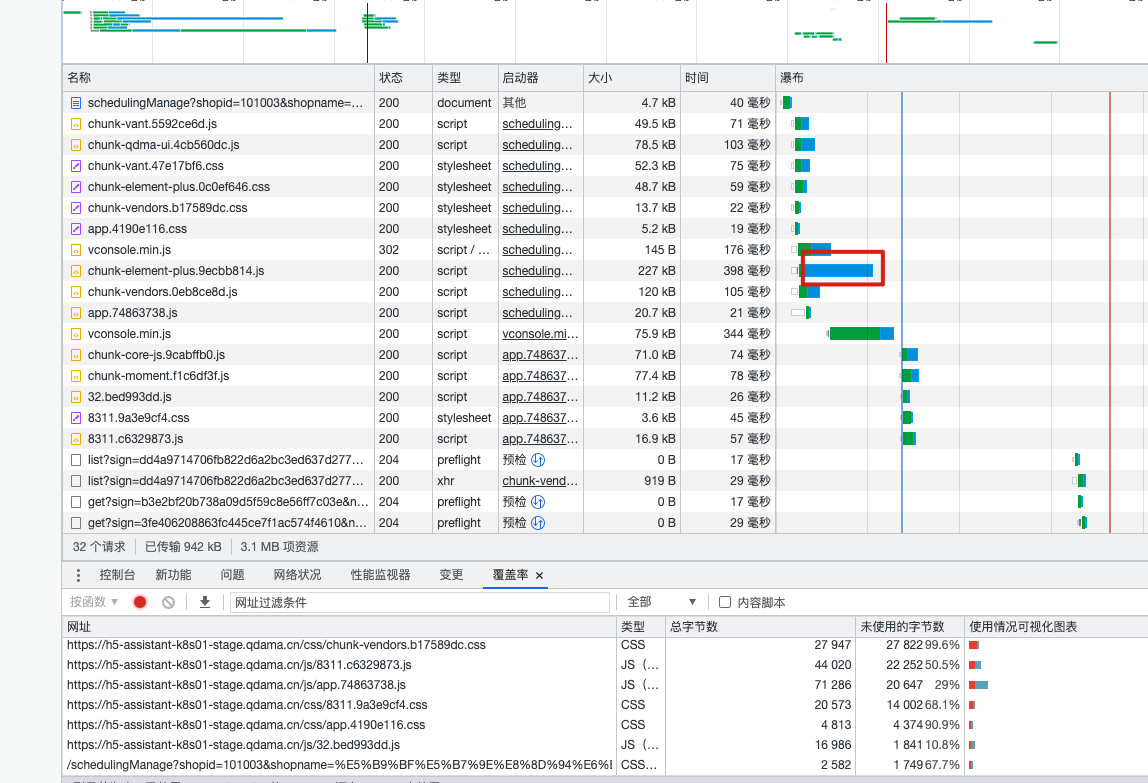 名称 状态 类型 启动器 大小 时间 瀑布
schedulingManage?shopid=101003&shopname=... 200 document 其他 4.7 kB 40 毫秒
chunk-vant.5592ce6d.js 200 script scheduling... 49.5 kB 71 毫秒
chunk-qdma-ui.4cb560dc.js 200 script scheduling... 78.5 kB 103 毫秒
chunk-vant.47e17bf6.css 200 stylesheet scheduling... 52.3 kB 75 毫秒
chunk-element-plus.0c0ef646.css 200 stylesheet scheduling... 48.7 kB 59 毫秒
chunk-vendors.b17589dc.css 200 stylesheet scheduling... 13.7 kB 22 毫秒
app.4190e116.css 200 stylesheet scheduling... 5.2 kB 19 毫秒
vconsole.min.js 302 script / ... scheduling... 145 B 176 毫秒
chunk-element-plus.9ecbb814.js 200 script scheduling... 227 kB 398 毫秒
chunk-vendors.0eb8ce8d.js 200 script scheduling... 120 kB 105 毫秒
app.74863738.js 200 script scheduling... 20.7 kB 21 毫秒
vconsole.min.js 200 script vconsole.mi... 75.9 kB 344 毫秒
chunk-core-js.9cabffb0.js 200 script app.748637... 71.0 kB 74 毫秒
chunk-moment.f1c6df3f.js 200 script app.748637... 77.4 kB 78 毫秒
32.bed993dd.js 200 script app.748637... 11.2 kB 26 毫秒
8311.9a3e9cf4.css 200 stylesheet app.748637... 3.6 kB 45 毫秒
8311.c6329873.js 200 script app.748637... 16.9 kB 57 毫秒
list?sign=dd4a9714706fb822d6a2bc3ed637d277... 204 preflight 预检 0 B 17 毫秒
list?sign=dd4a9714706fb822d6a2bc3ed637d277... 200 xhr chunk-vend... 919 B 29 毫秒
get?sign=b3e2bf20b738a09d5f59c8e56ff7c03e&n... 204 preflight 预检 0 B 17 毫秒
get?sign=3fe406208863fc445ce7f1ac574f4610&n... 204 preflight 预检 0 B 29 毫秒
32 个请求 已传输 942 kB 3.1 MB 项资源
控制台 新功能 问题 网络状况 性能监视器 变更 覆盖率 ×
按函数 网址过滤条件 全部 内容脚本
网址 类型 总字节数 未使用的字节数 使用情况可视化图表
https://h5-assistant-k8s01-stage.qdama.cn/css/chunk-vendors.b17589dc.css CSS 27 947 27 822 99.6%
https://h5-assistant-k8s01-stage.qdama.cn/js/8311.c6329873.js JS（... 44 020 22 252 50.5%
https://h5-assistant-k8s01-stage.qdama.cn/js/app.74863738.js JS（... 71 286 20 647 29%
https://h5-assistant-k8s01-stage.qdama.cn/css/8311.9a3e9cf4.css CSS 20 573 14 002 68.1%
https://h5-assistant-k8s01-stage.qdama.cn/css/app.4190e116.css CSS 4 813 4 374 90.9%
https://h5-assistant-k8s01-stage.qdama.cn/js/32.bed993dd.js JS（... 16 986 1 841 10.8%
/schedulingManage?shopid=101003&shopname=%E5%B9%BF%E5%B7%9E%E8%8D%94%E6% CSS... 2 582 1 749 67.7%